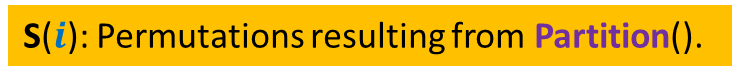 S(i): Permutations resulting from Partition().